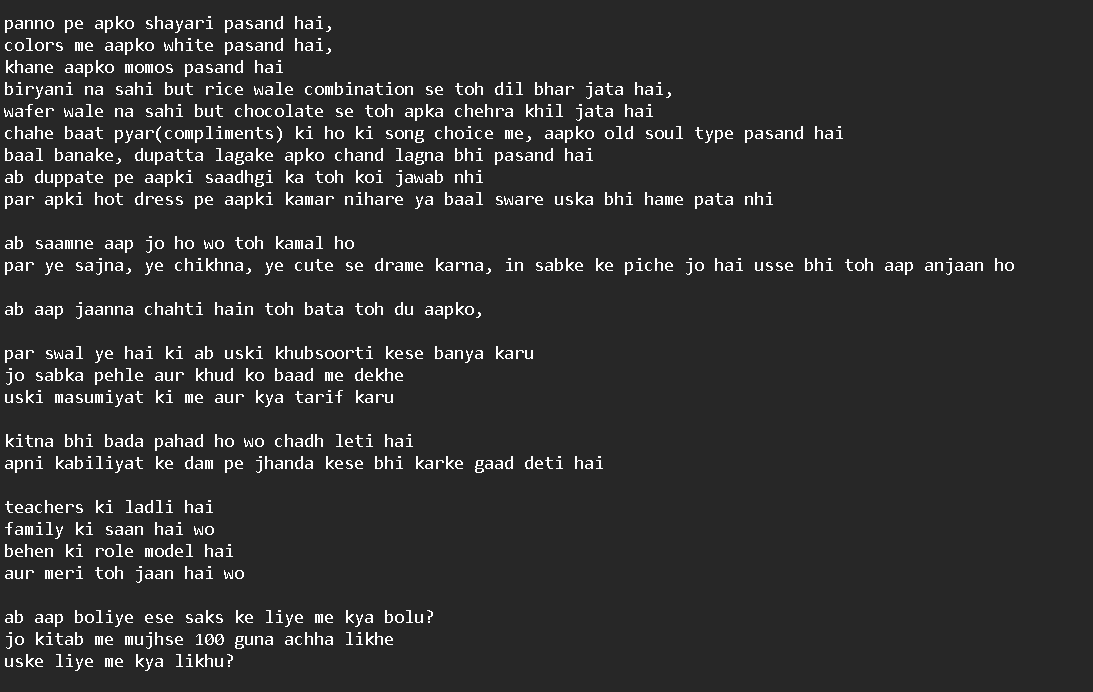 panno pe apko shayari pasand hai,
colors me aapko white pasand hai,
khane aapko momos pasand hai
biryani na sahi but rice wale combination se toh dil bhar jata hai,
wafer wale na sahi but chocolate se toh apka chehra khil jata hai
chahe baat pyar(compliments) ki ho ki song choice me, aapko old soul type pasand hai
baal banake, dupatta lagake apko chand lagna bhi pasand hai
ab duppate pe aapki saadhgi ka toh koi jawab nhi
par apki hot dress pe aapki kamar nihare ya baal sware uska bhi hame pata nhi

ab saamne aap jo ho wo toh kamal ho
par ye sajna, ye chikhna, ye cute se drame karna, in sabke ke piche jo hai usse bhi toh aap anjaan ho

ab aap jaanna chahti hain toh bata toh du aapko,

par swal ye hai ki ab uski khubsoorti kese banya karu
jo sabka pehle aur khud ko baad me dekhe
uski masumiyat ki me aur kya tarif karu

kitna bhi bada pahad ho wo chadh leti hai
apni kabiliyat ke dam pe jhanda kese bhi karke gaad deti hai

teachers ki ladli hai
family ki saan hai wo
behen ki role model hai
aur meri toh jaan hai wo

ab aap boliye ese saks ke liye me kya bolu?
jo kitab me mujhse 100 guna achha likhe
uske liye me kya likhu?